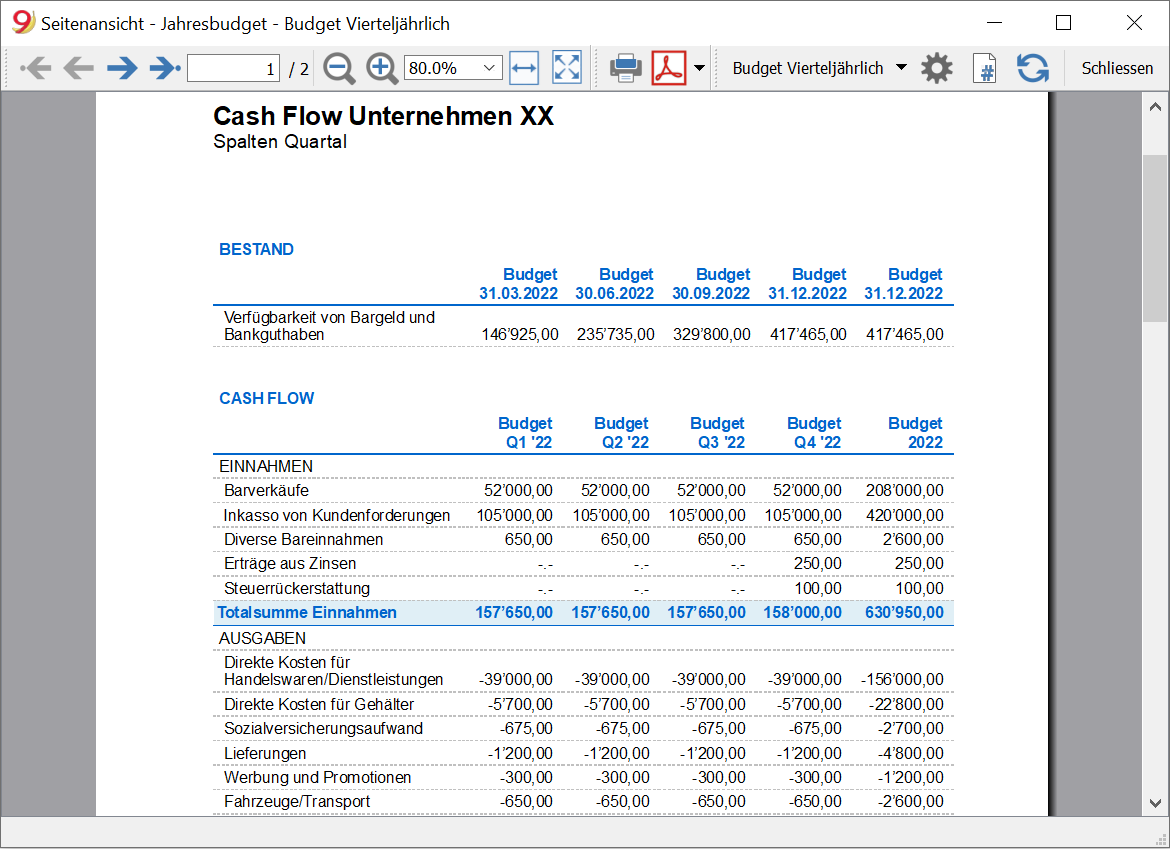 Seitenansicht - Jahresbudget - Budget Vierteljährlich
1 / 2 80.0% Budget Vierteljährlich # Schliessen
Cash Flow Unternehmen XX
Spalten Quartal
BESTAND
Budget Budget Budget Budget Budget
31.03.2022 30.06.2022 30.09.2022 31.12.2022 31.12.2022
Verfügbarkeit von Bargeld und
Bankguthaben 146’925,00 235’735,00 329’800,00 417’465,00 417’465,00
CASH FLOW
Budget Budget Budget Budget Budget
Q1 '22 Q2 '22 Q3 '22 Q4 '22 2022
EINNAHMEN
Barverkäufe 52’000,00 52’000,00 52’000,00 52’000,00 208’000,00
Inkasso von Kundenforderungen 105’000,00 105’000,00 105’000,00 105’000,00 420’000,00
Diverse Bareinnahmen 650,00 650,00 650,00 650,00 2’600,00
Erträge aus Zinsen -.- -.- -.- 250,00 250,00
Steuerrückerstattung -.- -.- -.- 100,00 100,00
Totalsumme Einnahmen 157’650,00 157’650,00 157’650,00 158’000,00 630’950,00
AUSGABEN
Direkte Kosten für
Handelswaren/Dienstleistungen -39’000,00 -39’000,00 -39’000,00 -39’000,00 -156’000,00
Direkte Kosten für Gehälter -5’700,00 -5’700,00 -5’700,00 -5’700,00 -22’800,00
Sozialversicherungsaufwand -675,00 -675,00 -675,00 -675,00 -2’700,00
Lieferungen -1’200,00 -1’200,00 -1’200,00 -1’200,00 -4’800,00
Werbung und Promotionen -300,00 -300,00 -300,00 -300,00 -1’200,00
Fahrzeuge/Transport -650,00 -650,00 -650,00 -650,00 -2’600,00